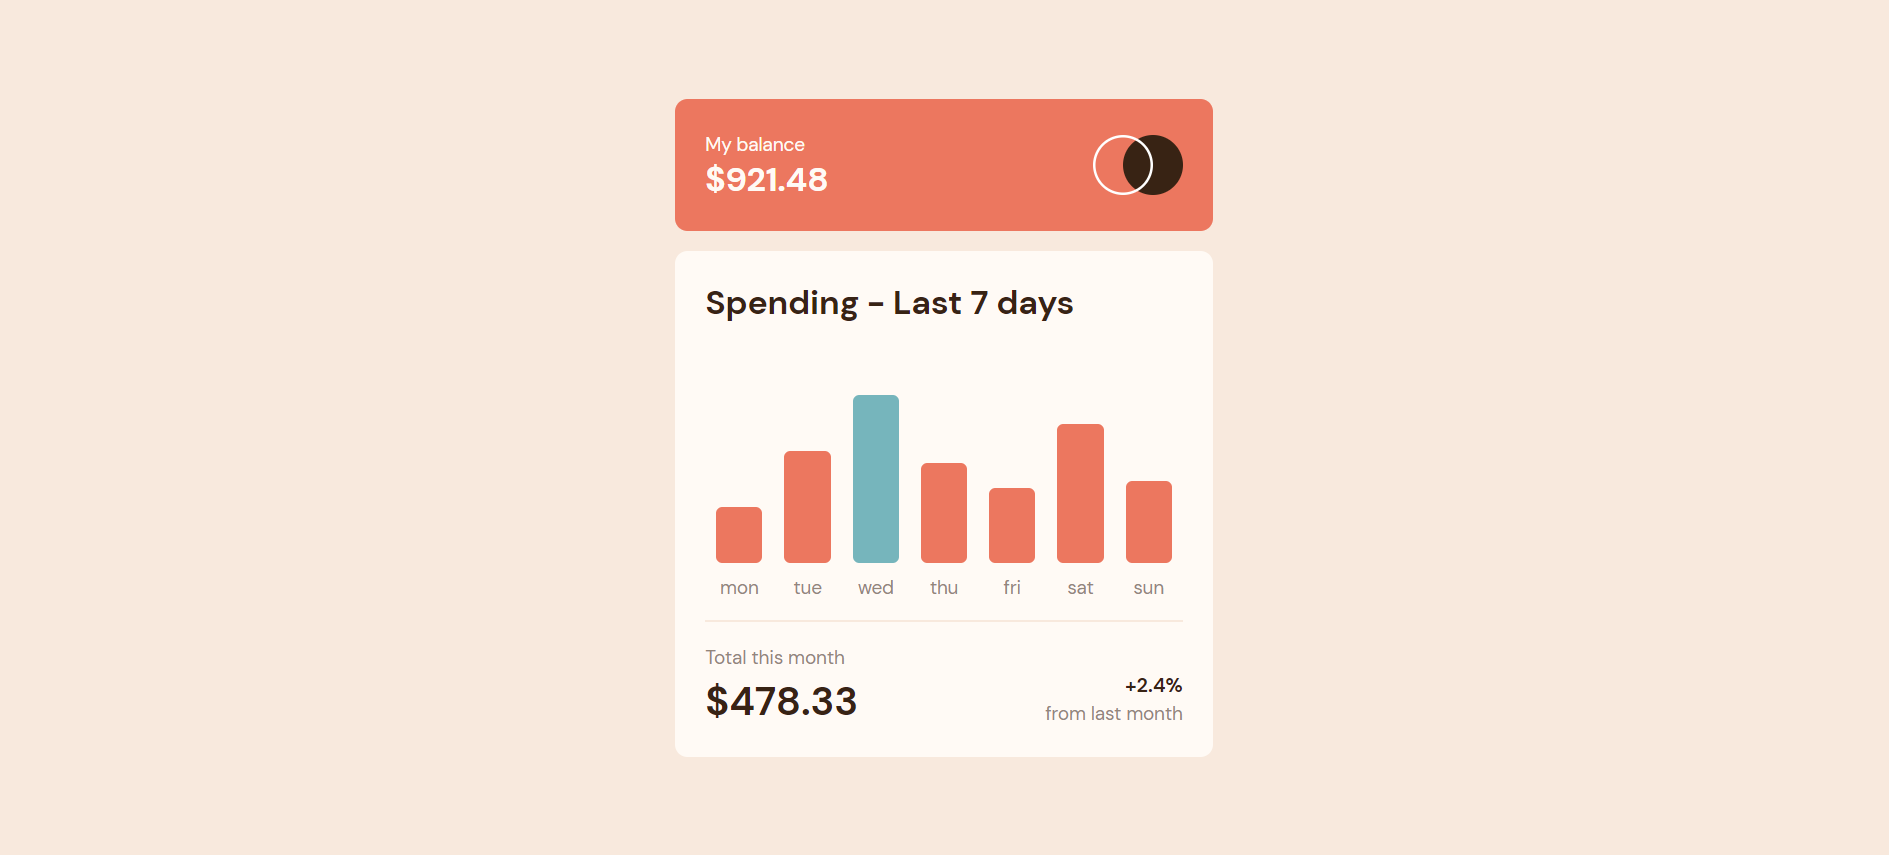 My balance
$921.48
Spending - Last 7 days
mon tue wed thu fri sat sun
Total this month
$478.33
+2.4%
from last month